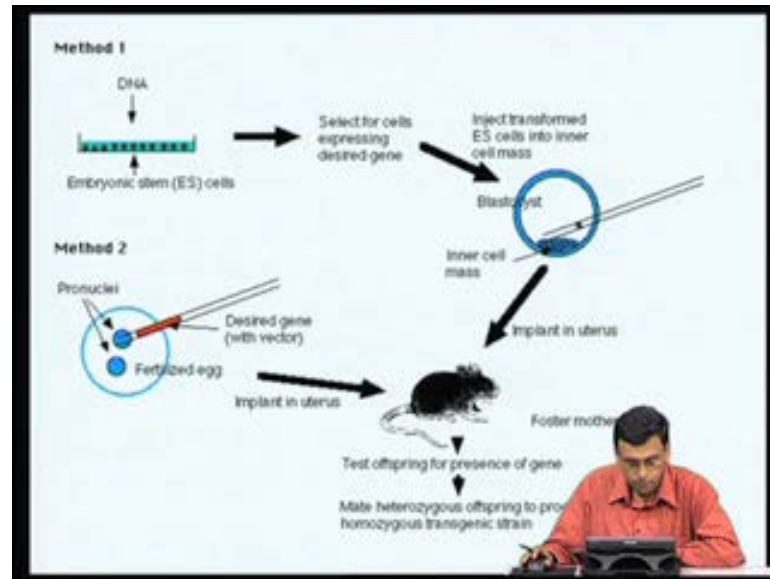 Method 1
DNA
Embryonic stem (ES) cells
Select for cells
expressing
desired gene
Inject transformed
ES cells into inner
cell mass
Blastocyst
Inner cell
mass
Implant in uterus
Method 2
Pronuclei
Desired gene
(with vector)
Fertilized egg
Implant in uterus
Foster mother
Test offspring for presence of gene
Mate heterozygous offspring to
homozygous transgenic strain